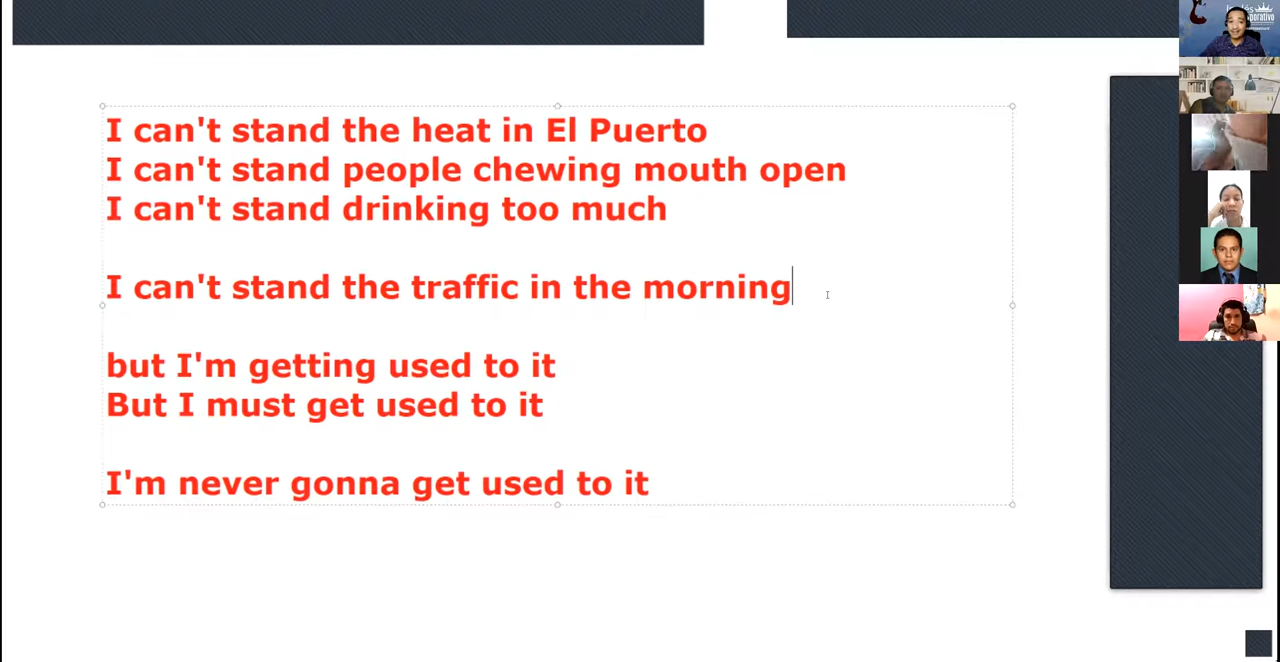 I can't stand the heat in El Puerto
I can't stand people chewing mouth open
I can't stand drinking too much
I can't stand the traffic in the morning
but I'm getting used to it
But I must get used to it
I'm never gonna get used to it